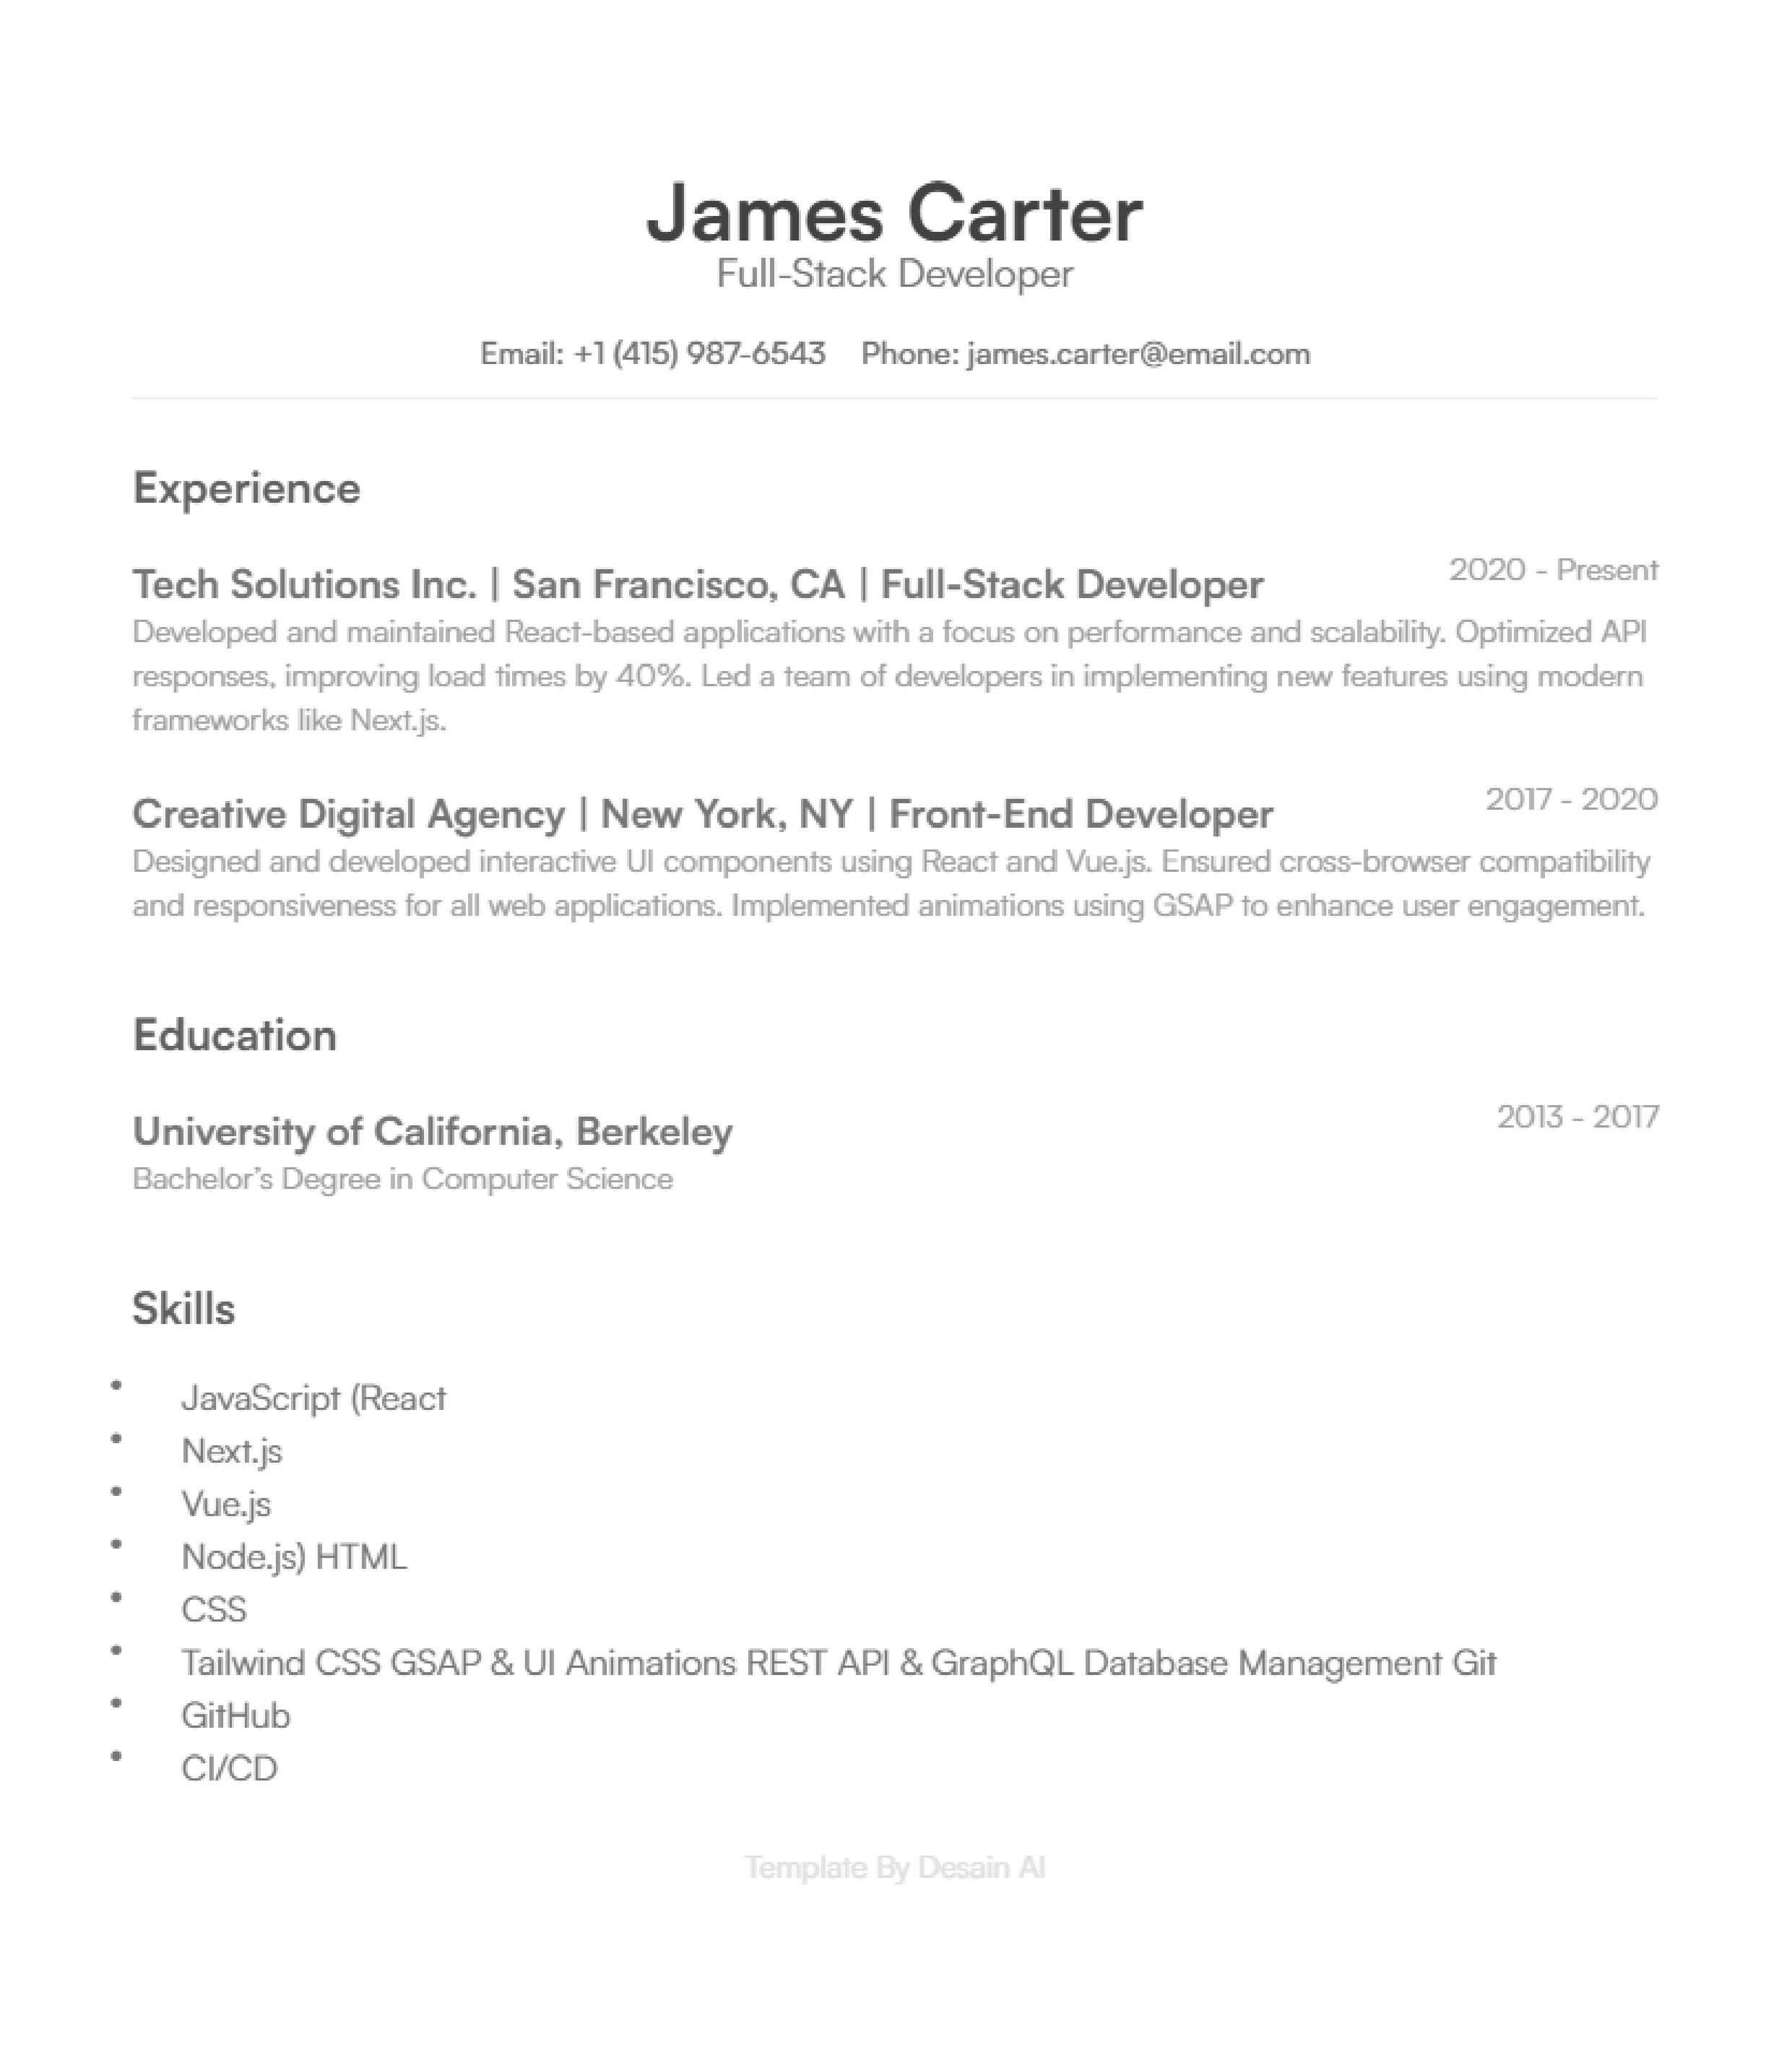 James Carter
Full-Stack Developer
Email: +1 (415) 987-6543 Phone: james.carter@email.com
Experience
Tech Solutions Inc. | San Francisco, CA | Full-Stack Developer 2020 - Present
Developed and maintained React-based applications with a focus on performance and scalability. Optimized API
responses, improving load times by 40%. Led a team of developers in implementing new features using modern
frameworks like Next.js.
Creative Digital Agency | New York, NY | Front-End Developer 2017 - 2020
Designed and developed interactive UI components using React and Vue.js. Ensured cross-browser compatibility
and responsiveness for all web applications. Implemented animations using GSAP to enhance user engagement.
Education
University of California, Berkeley 2013 - 2017
Bachelor’s Degree in Computer Science
Skills
• JavaScript (React
• Next.js
• Vue.js
• Node.js) HTML
• CSS
• Tailwind CSS GSAP & UI Animations REST API & GraphQL Database Management Git
• GitHub
• CI/CD
Template By Desain AI